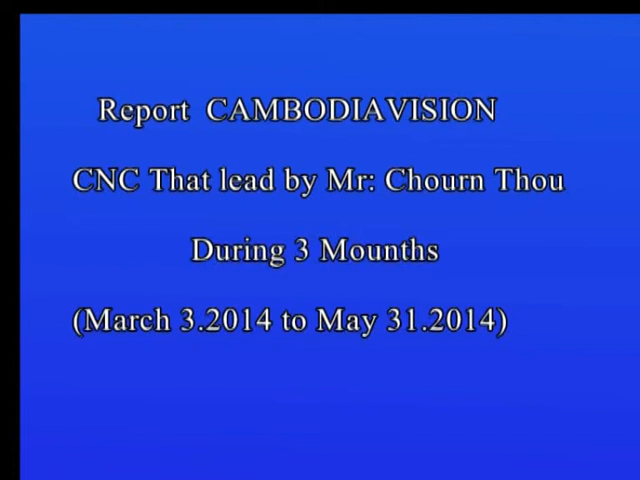 Report CAMBODIAVISION
CNC That lead by Mr: Chourn Thou
During 3 Mounths
(March 3.2014 to May 31.2014)